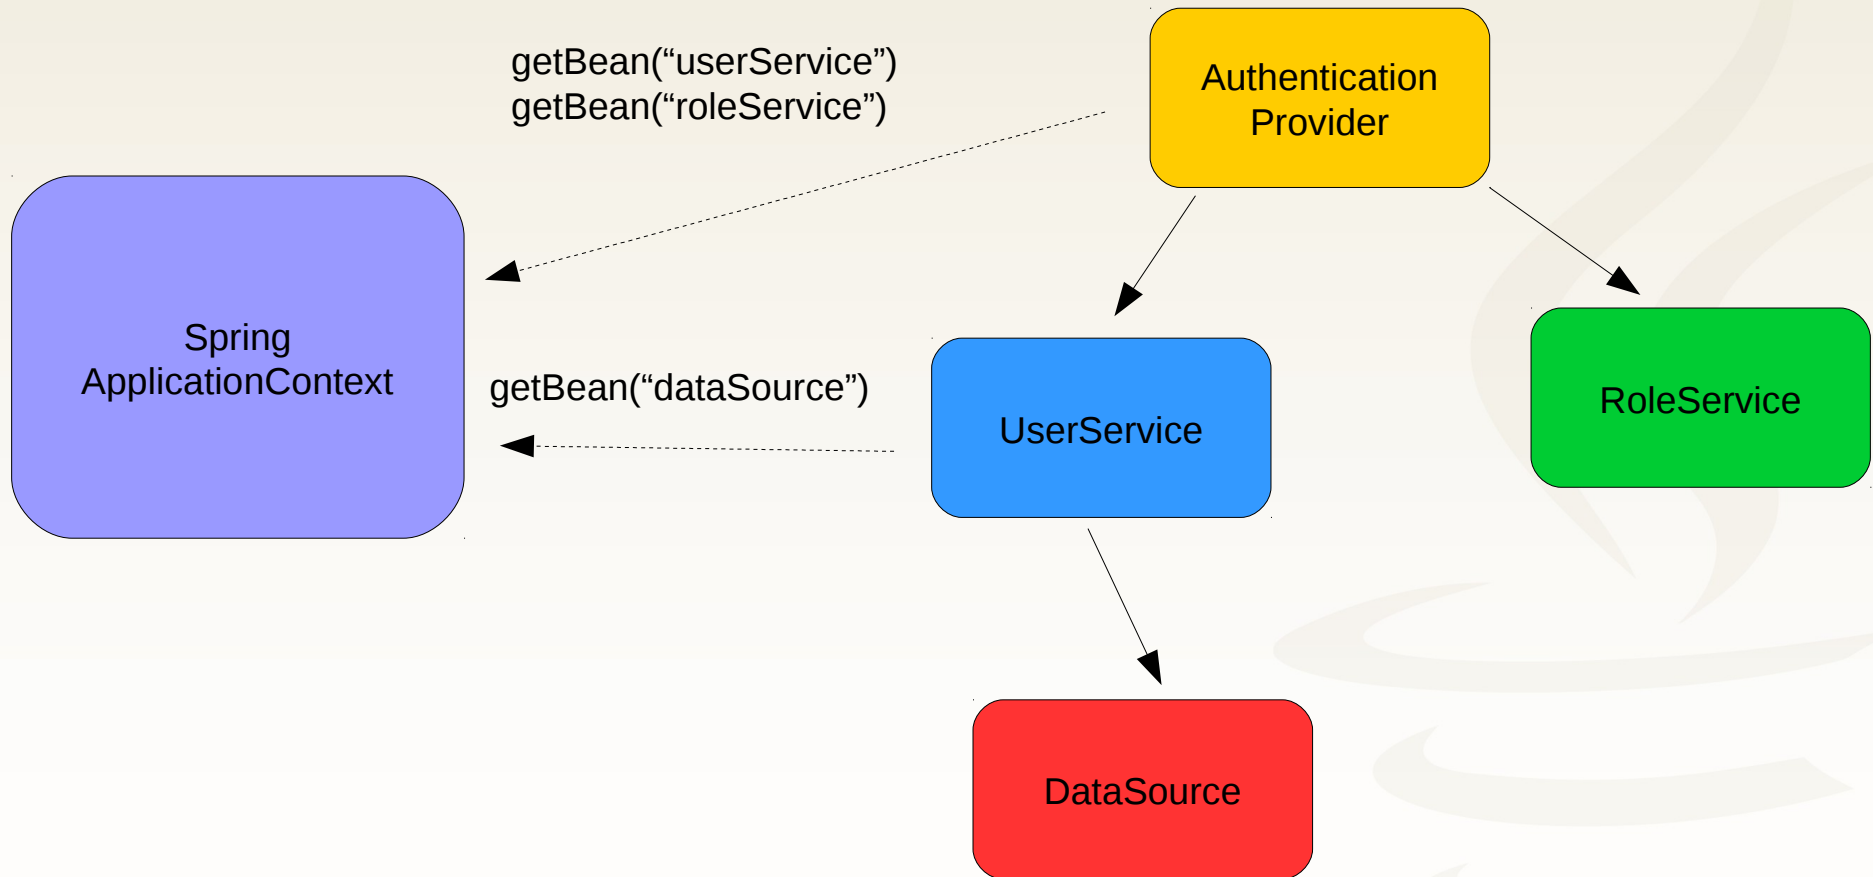 getBean(“userService”)
getBean(“roleService”)
Authentication
Provider
Spring
ApplicationContext
getBean(“dataSource”)
UserService
RoleService
DataSource